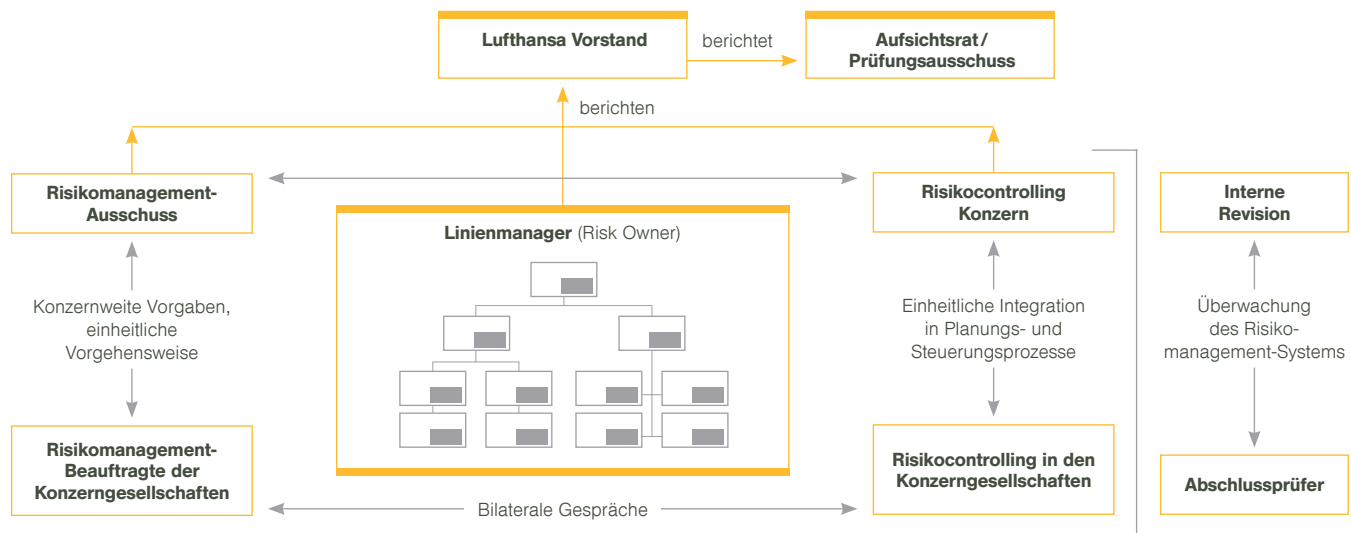 Lufthansa Vorstand
berichtet
Aufsichtsrat /
Prüfungsausschuss
berichten
Risikomanagement-
Ausschuss
Risikocontrolling
Konzern
Interne
Revision
Linienmanager (Risk Owner)
Konzernweite Vorgaben,
einheitliche
Vorgehensweise
Einheitliche Integration
in Planungs- und
Steuerungsprozesse
Überwachung
des Risiko-
management-Systems
Risikomanagement-
Beauftragte der
Konzerngesellschaften
Bilaterale Gespräche
Risikocontrolling in den
Konzerngesellschaften
Abschlussprüfer